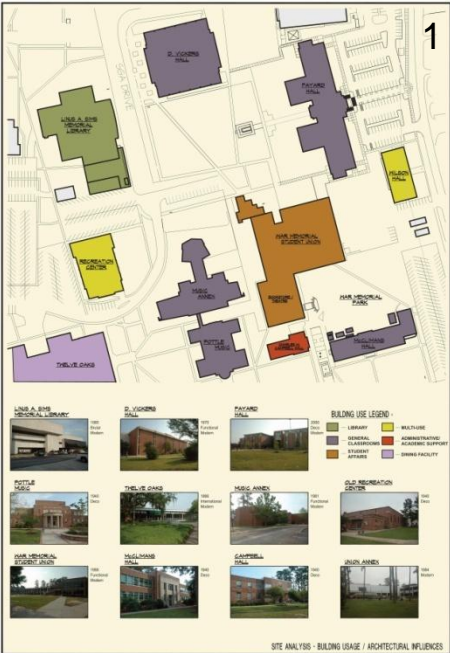 1
D. VICKERS
HALL
LINUS A. SIMS
MEMORIAL
LIBRARY
FAYARD
HALL
WILSON
HALL
WAR MEMORIAL
STUDENT UNION
RECREATION
CENTER
MUSIC
ANNEX
WAR MEMORIAL
PARK
POTTLE
MUSIC
McCLIMANS
HALL
TWELVE OAKS
LINUS A. SIMS
MEMORIAL LIBRARY
D. VICKERS
HALL
FAYARD
HALL
BUILDING USE LEGEND -
- LIBRARY
- MULTI-USE
- GENERAL
CLASSROOMS
- ADMINISTRATIVE/
ACADEMIC SUPPORT
- STUDENT
AFFAIRS
- DINING FACILITY
POTTLE
MUSIC
TWELVE OAKS
MUSIC ANNEX
OLD RECREATION
CENTER
WAR MEMORIAL
STUDENT UNION
McCLIMANS
HALL
CAMPBELL
HALL
UNION ANNEX
SITE ANALYSIS - BUILDING USAGE / ARCHITECTURAL INFLUENCES